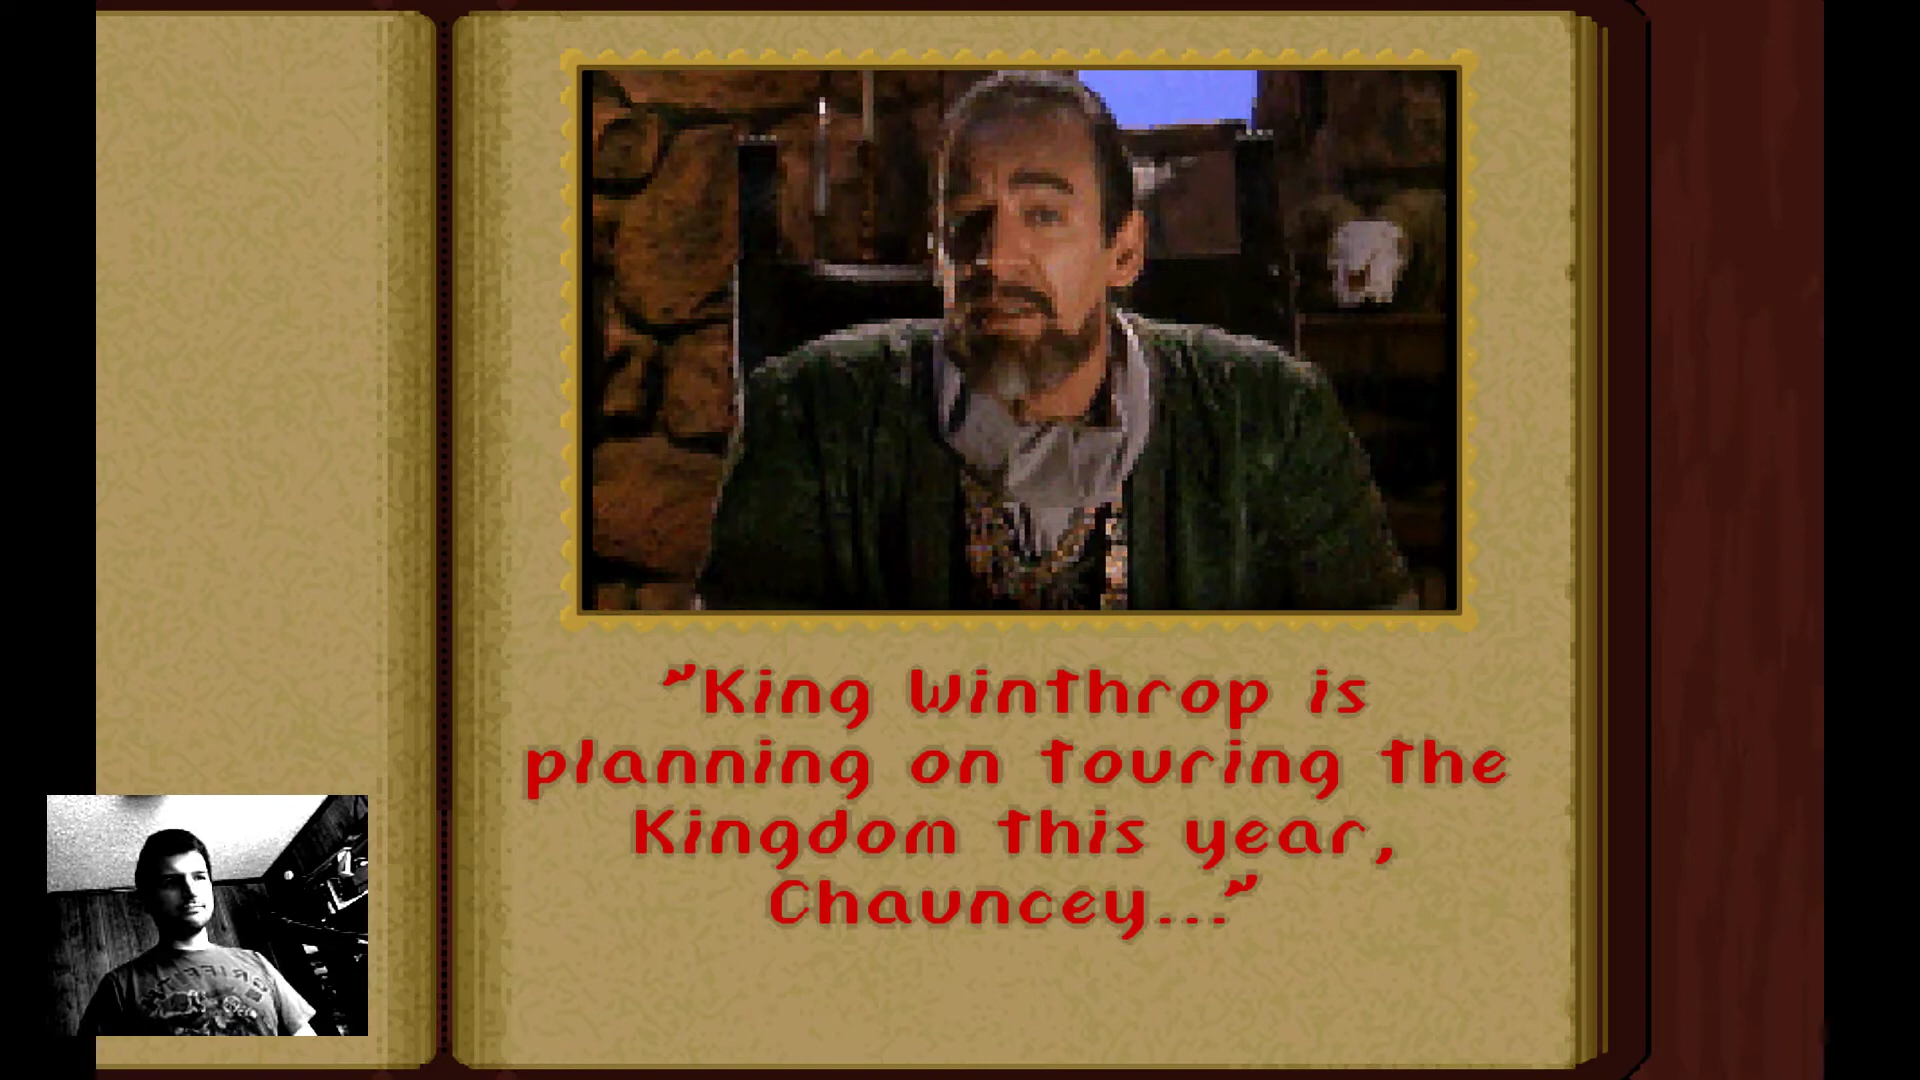 "King Winthrop is
planning on touring the
Kingdom this year,
Chauncey..."